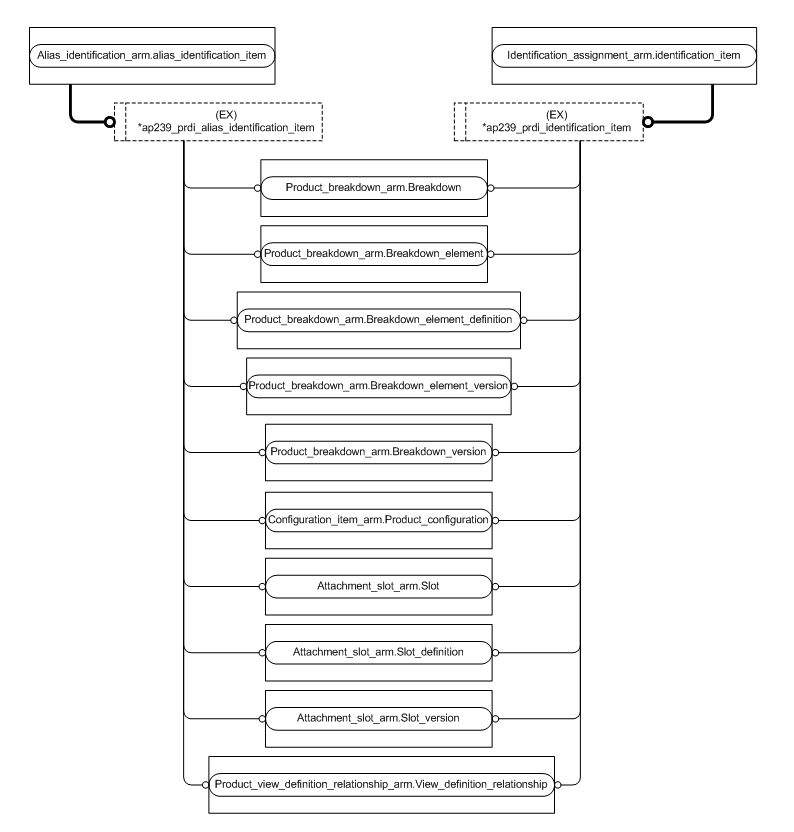 Alias_identification_arm.alias_identification_item
Identification_assignment_arm.identification_item
(EX)
*ap239_prdi_alias_identification_item
(EX)
*ap239_prdi_identification_item
Product_breakdown_arm.Breakdown
Product_breakdown_arm.Breakdown_element
Product_breakdown_arm.Breakdown_element_definition
Product_breakdown_arm.Breakdown_element_version
Product_breakdown_arm.Breakdown_version
Configuration_item_arm.Product_configuration
Attachment_slot_arm.Slot
Attachment_slot_arm.Slot_definition
Attachment_slot_arm.Slot_version
Product_view_definition_relationship_arm.View_definition_relationship